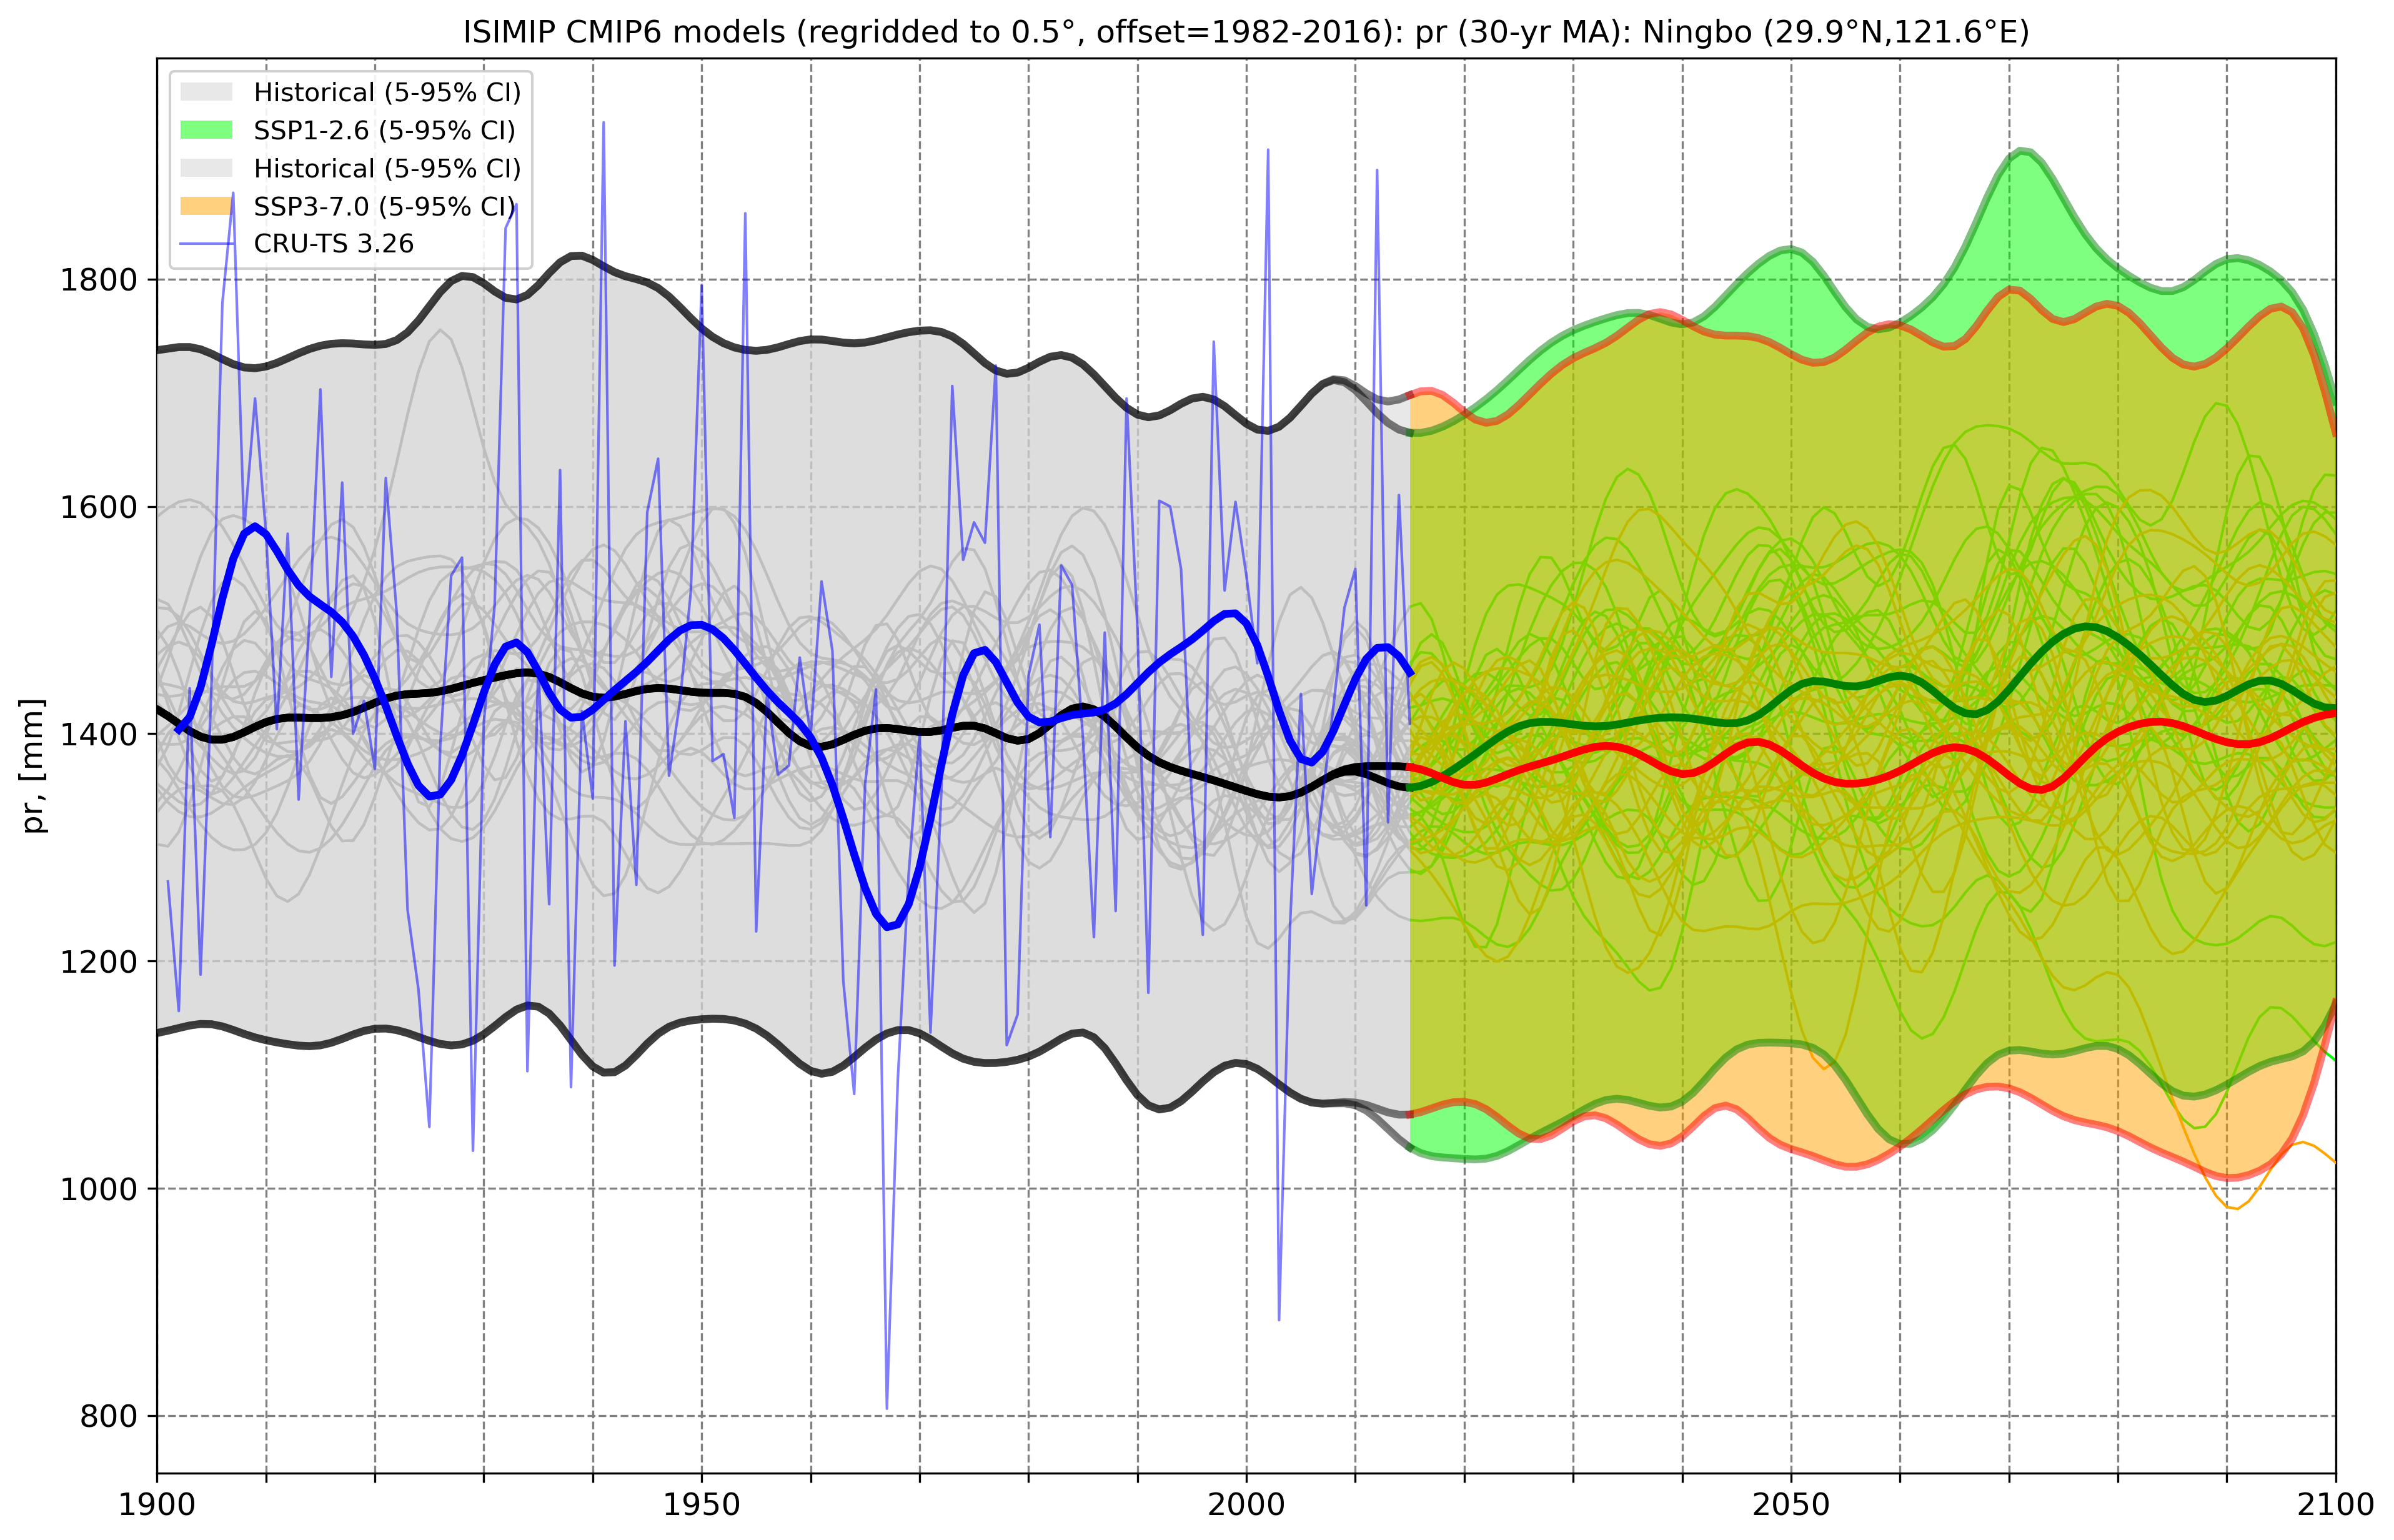 ISIMIP CMIP6 models (regridded to 0.5°, offset=1982-2016): pr (30-yr MA): Ningbo (29.9°N,121.6°E)
Historical (5-95% CI)
SSP1-2.6 (5-95% CI)
Historical (5-95% CI)
SSP3-7.0 (5-95% CI)
CRU-TS 3.26
pr, [mm]
1800
1600
1400
1200
1000
800
1900
1950
2000
2050
2100